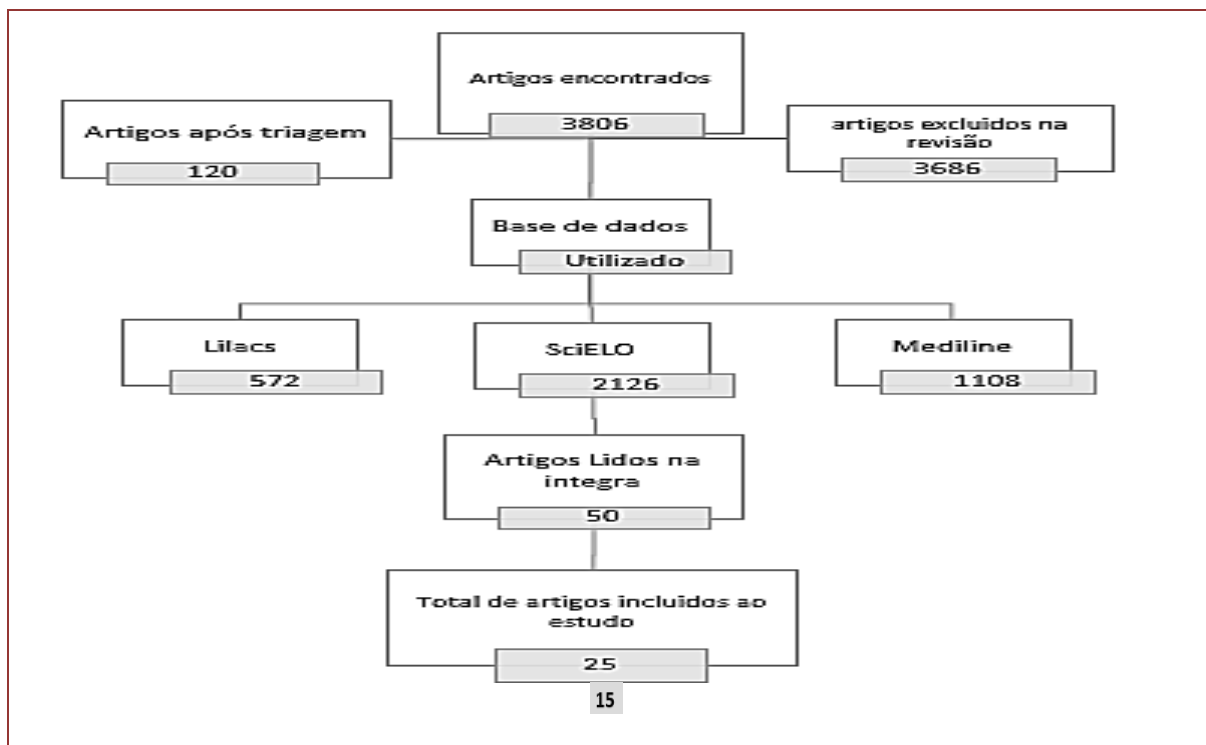 Artigos encontrados
3806
Artigos após triagem
120
artigos excluidos na
revisão
3686
Base de dados
Utilizado
Lilacs
572
SciELO
2126
Mediline
1108
Artigos Lidos na
integra
50
Total de artigos incluidos ao
estudo
25
15